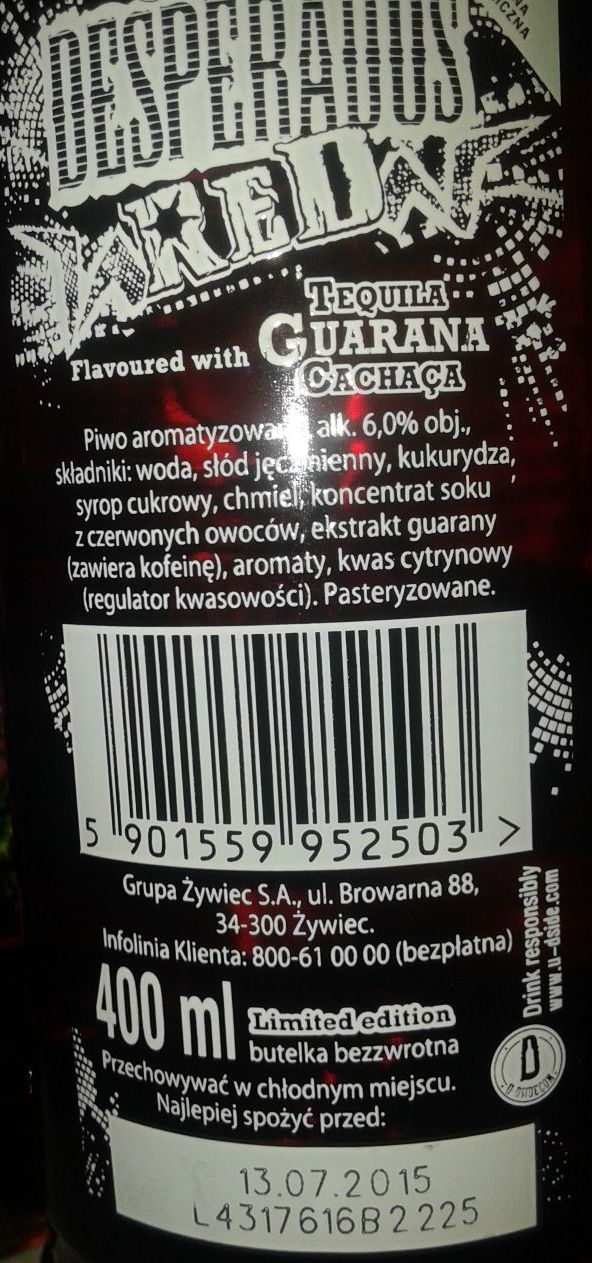 DESPERADOS
RED
Flavoured with
TEQUILA
GUARANA
CACHAÇA
Piwo alk. 6,0% obj.,
składniki: woda, słód jęczmienny, kukurydza,
syrop cukrowy, chmiel, koncentrat soku
z czerwonych owoców, ekstrakt guarany
(zawiera kofeinę), aromaty, kwas cytrynowy
(regulator kwasowości). Pasteryzowane.
5 901559 952503 >
Grupa Żywiec S.A., ul. Browarna 88,
34-300 Żywiec.
Infolinia Klienta: 800-61 00 00 (bezpłatna)
400 ml
Limited edition
butelka bezzwrotna
Przechowywać w chłodnym miejscu.
Najlepiej spożyć przed:
13.07.2015
L4317616B2225
Drink responsibly
www.u-dside.com
D